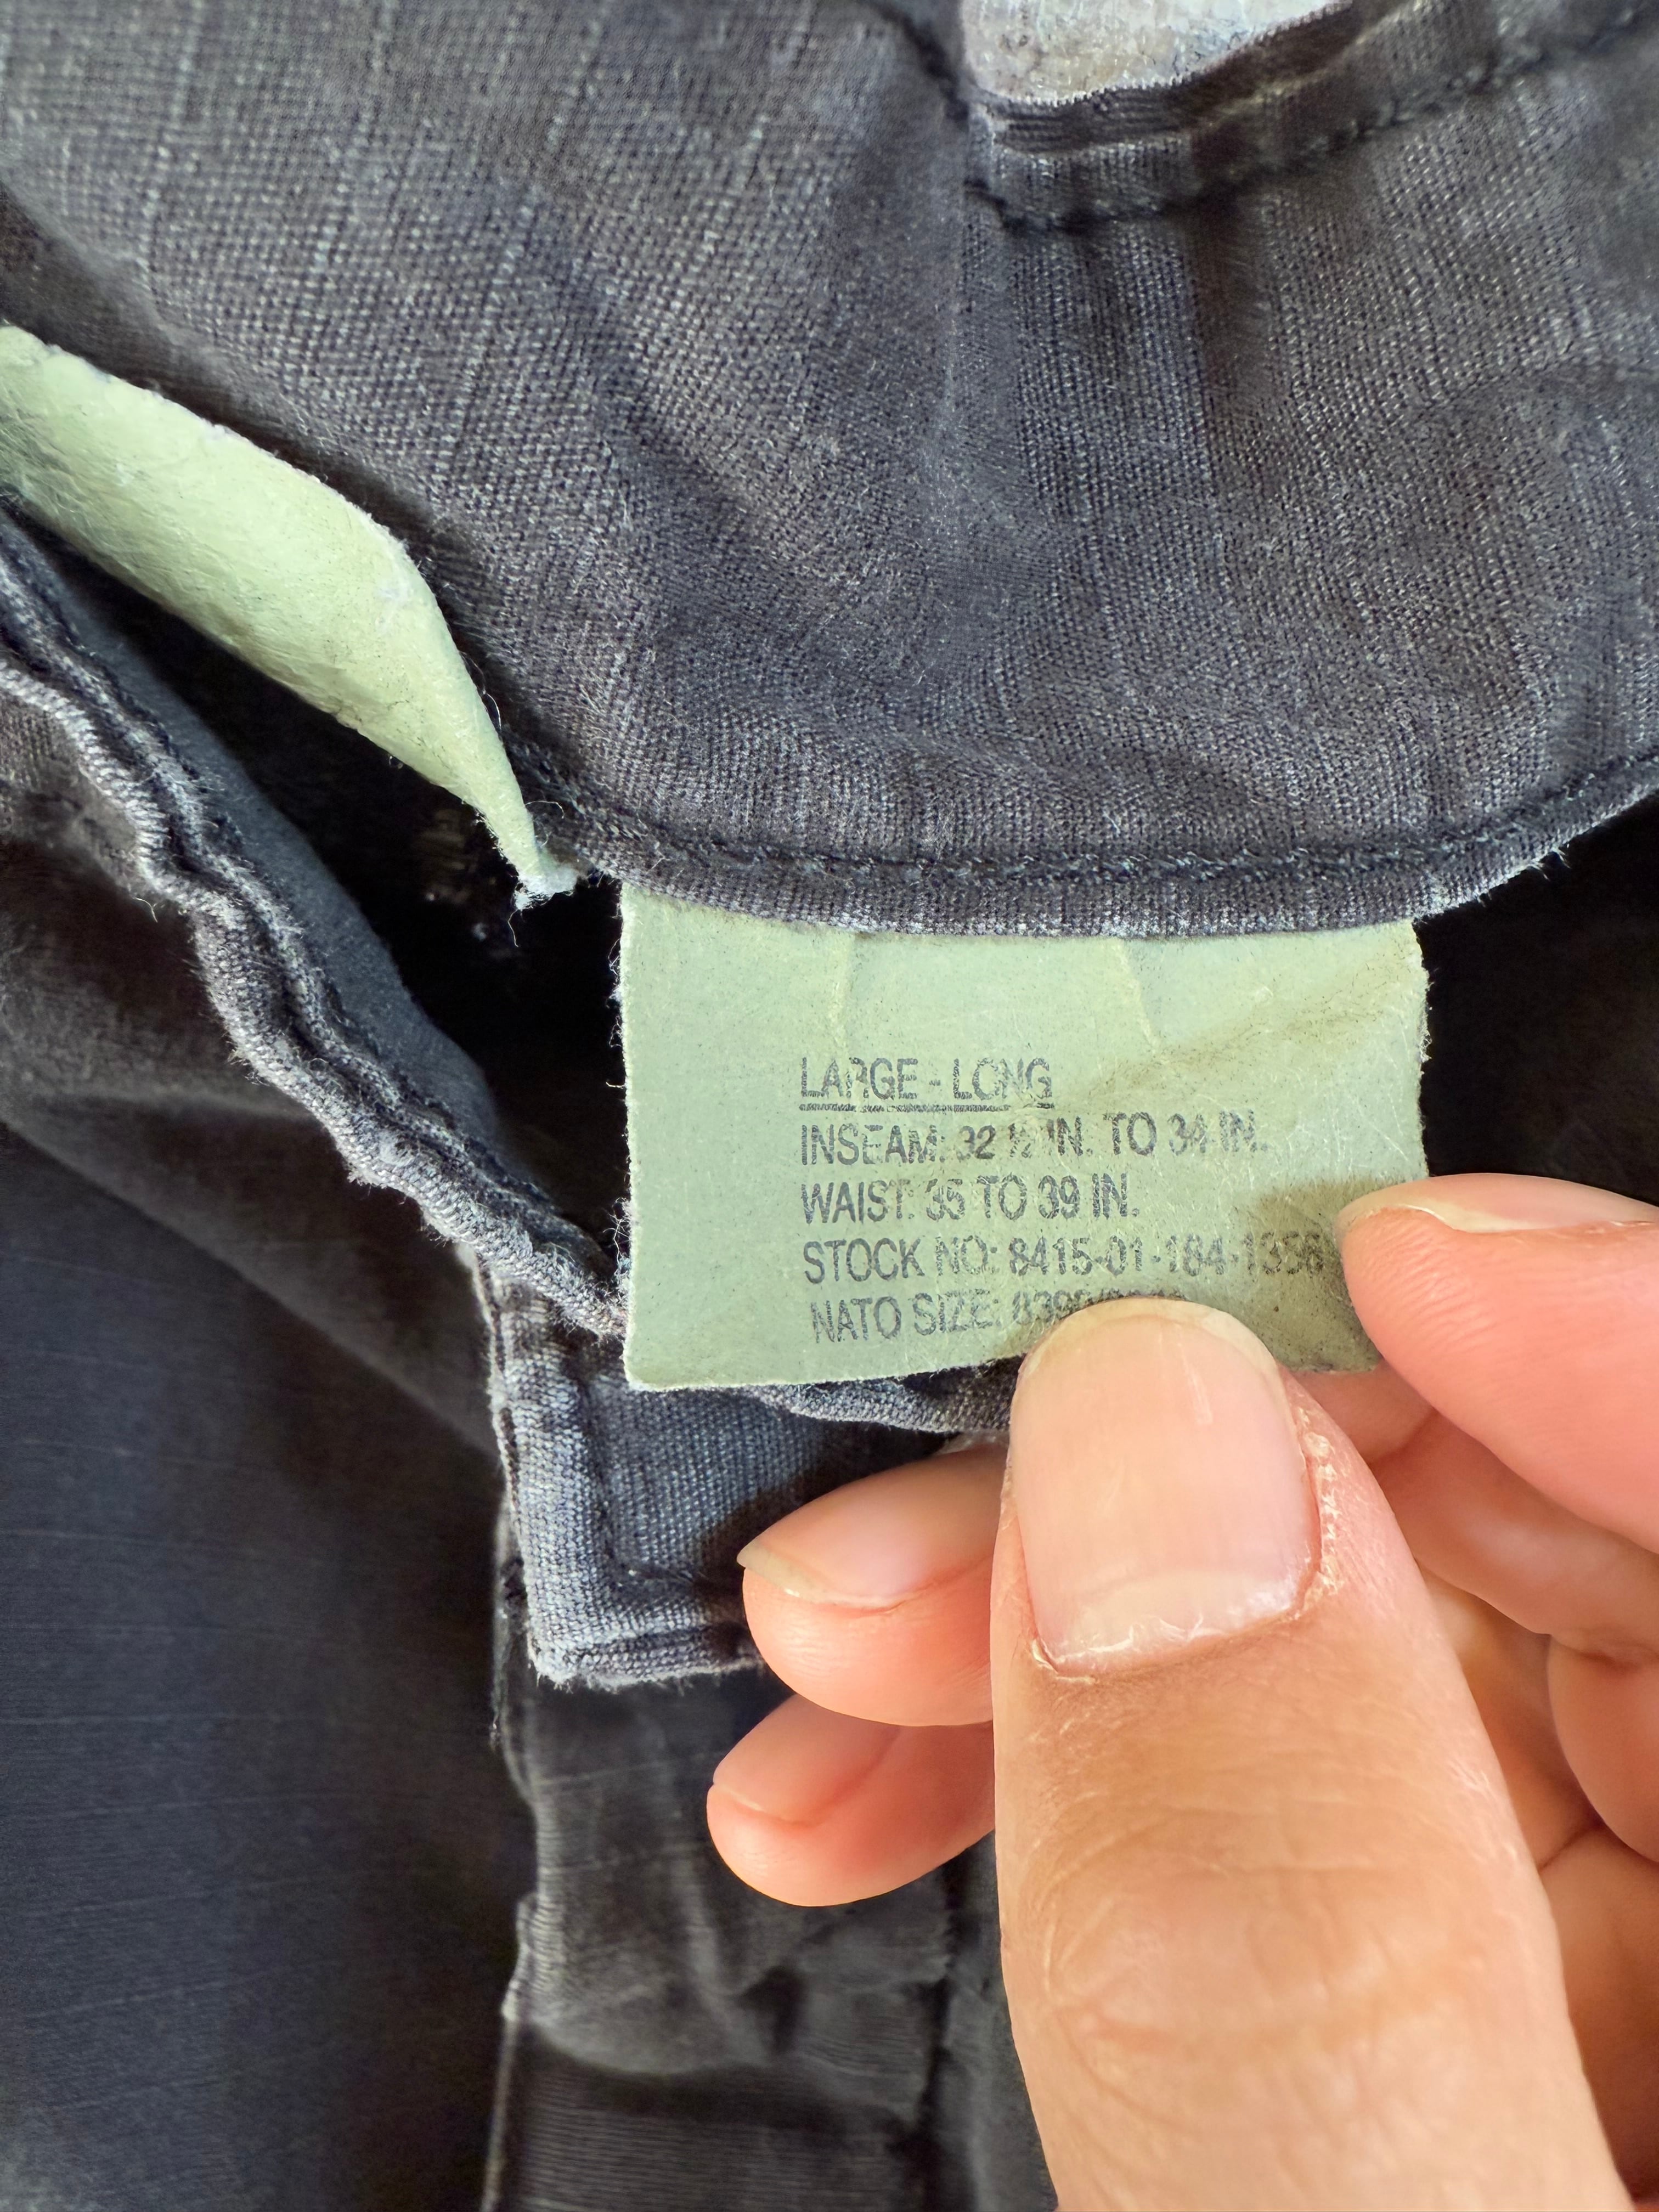 LARGE - LONG
INSEAM: 32 ½ IN. TO 34 IN.
WAIST: 35 TO 39 IN.
STOCK NO: 8415-01-184-1356
NATO SIZE: